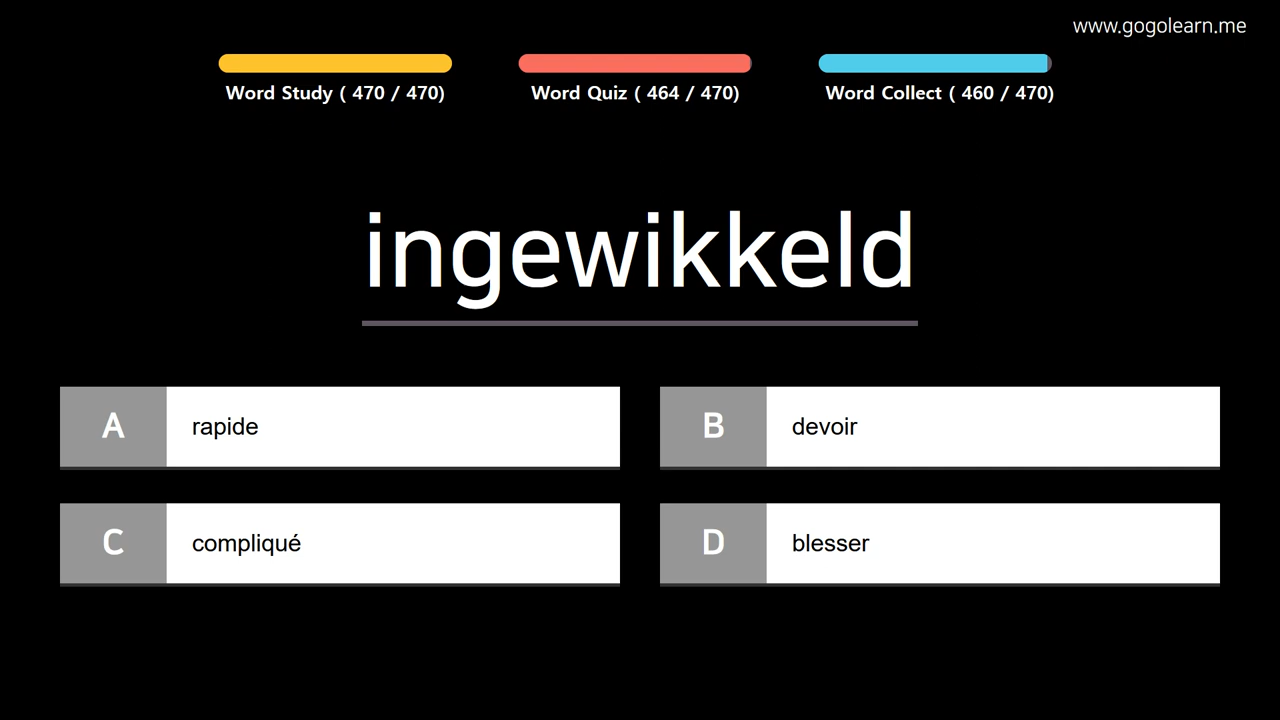 www.gogolearn.me
Word Study ( 470 / 470)
Word Quiz ( 464 / 470)
Word Collect ( 460 / 470)
ingewikkeld
A rapide
B devoir
C compliqué
D blesser